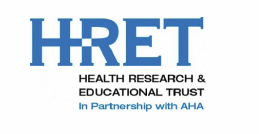 HRET
HEALTH RESEARCH &
EDUCATIONAL TRUST
In Partnership with AHA